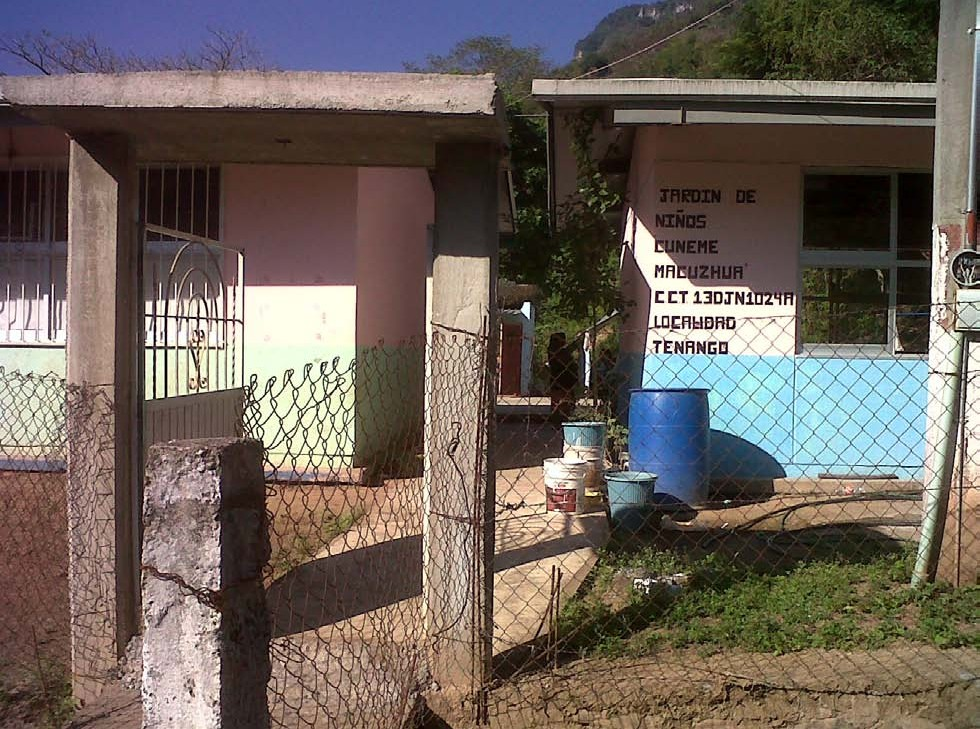 JARDIN DE
NIÑOS
CUNEME
MACUZHUA
CCT 13DJN1024A
LOCALIDAD
TENANGO